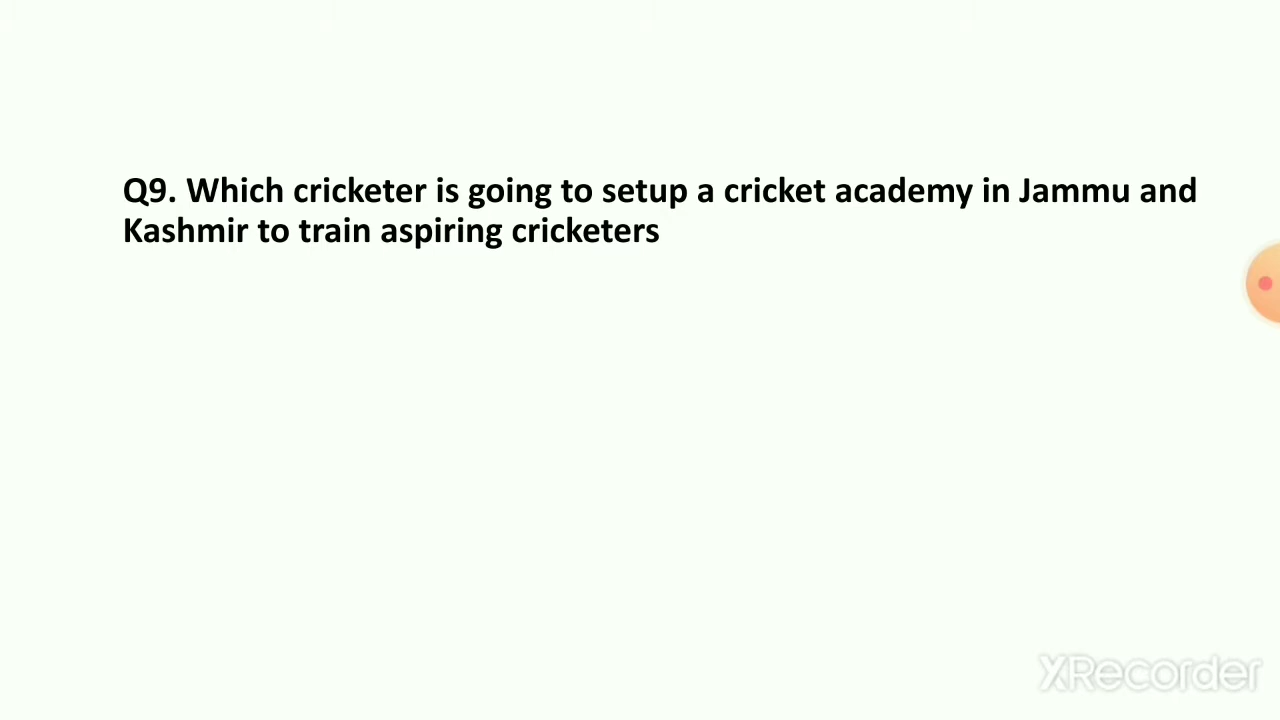 Q9. Which cricketer is going to setup a cricket academy in Jammu and
Kashmir to train aspiring cricketers
XRecorder